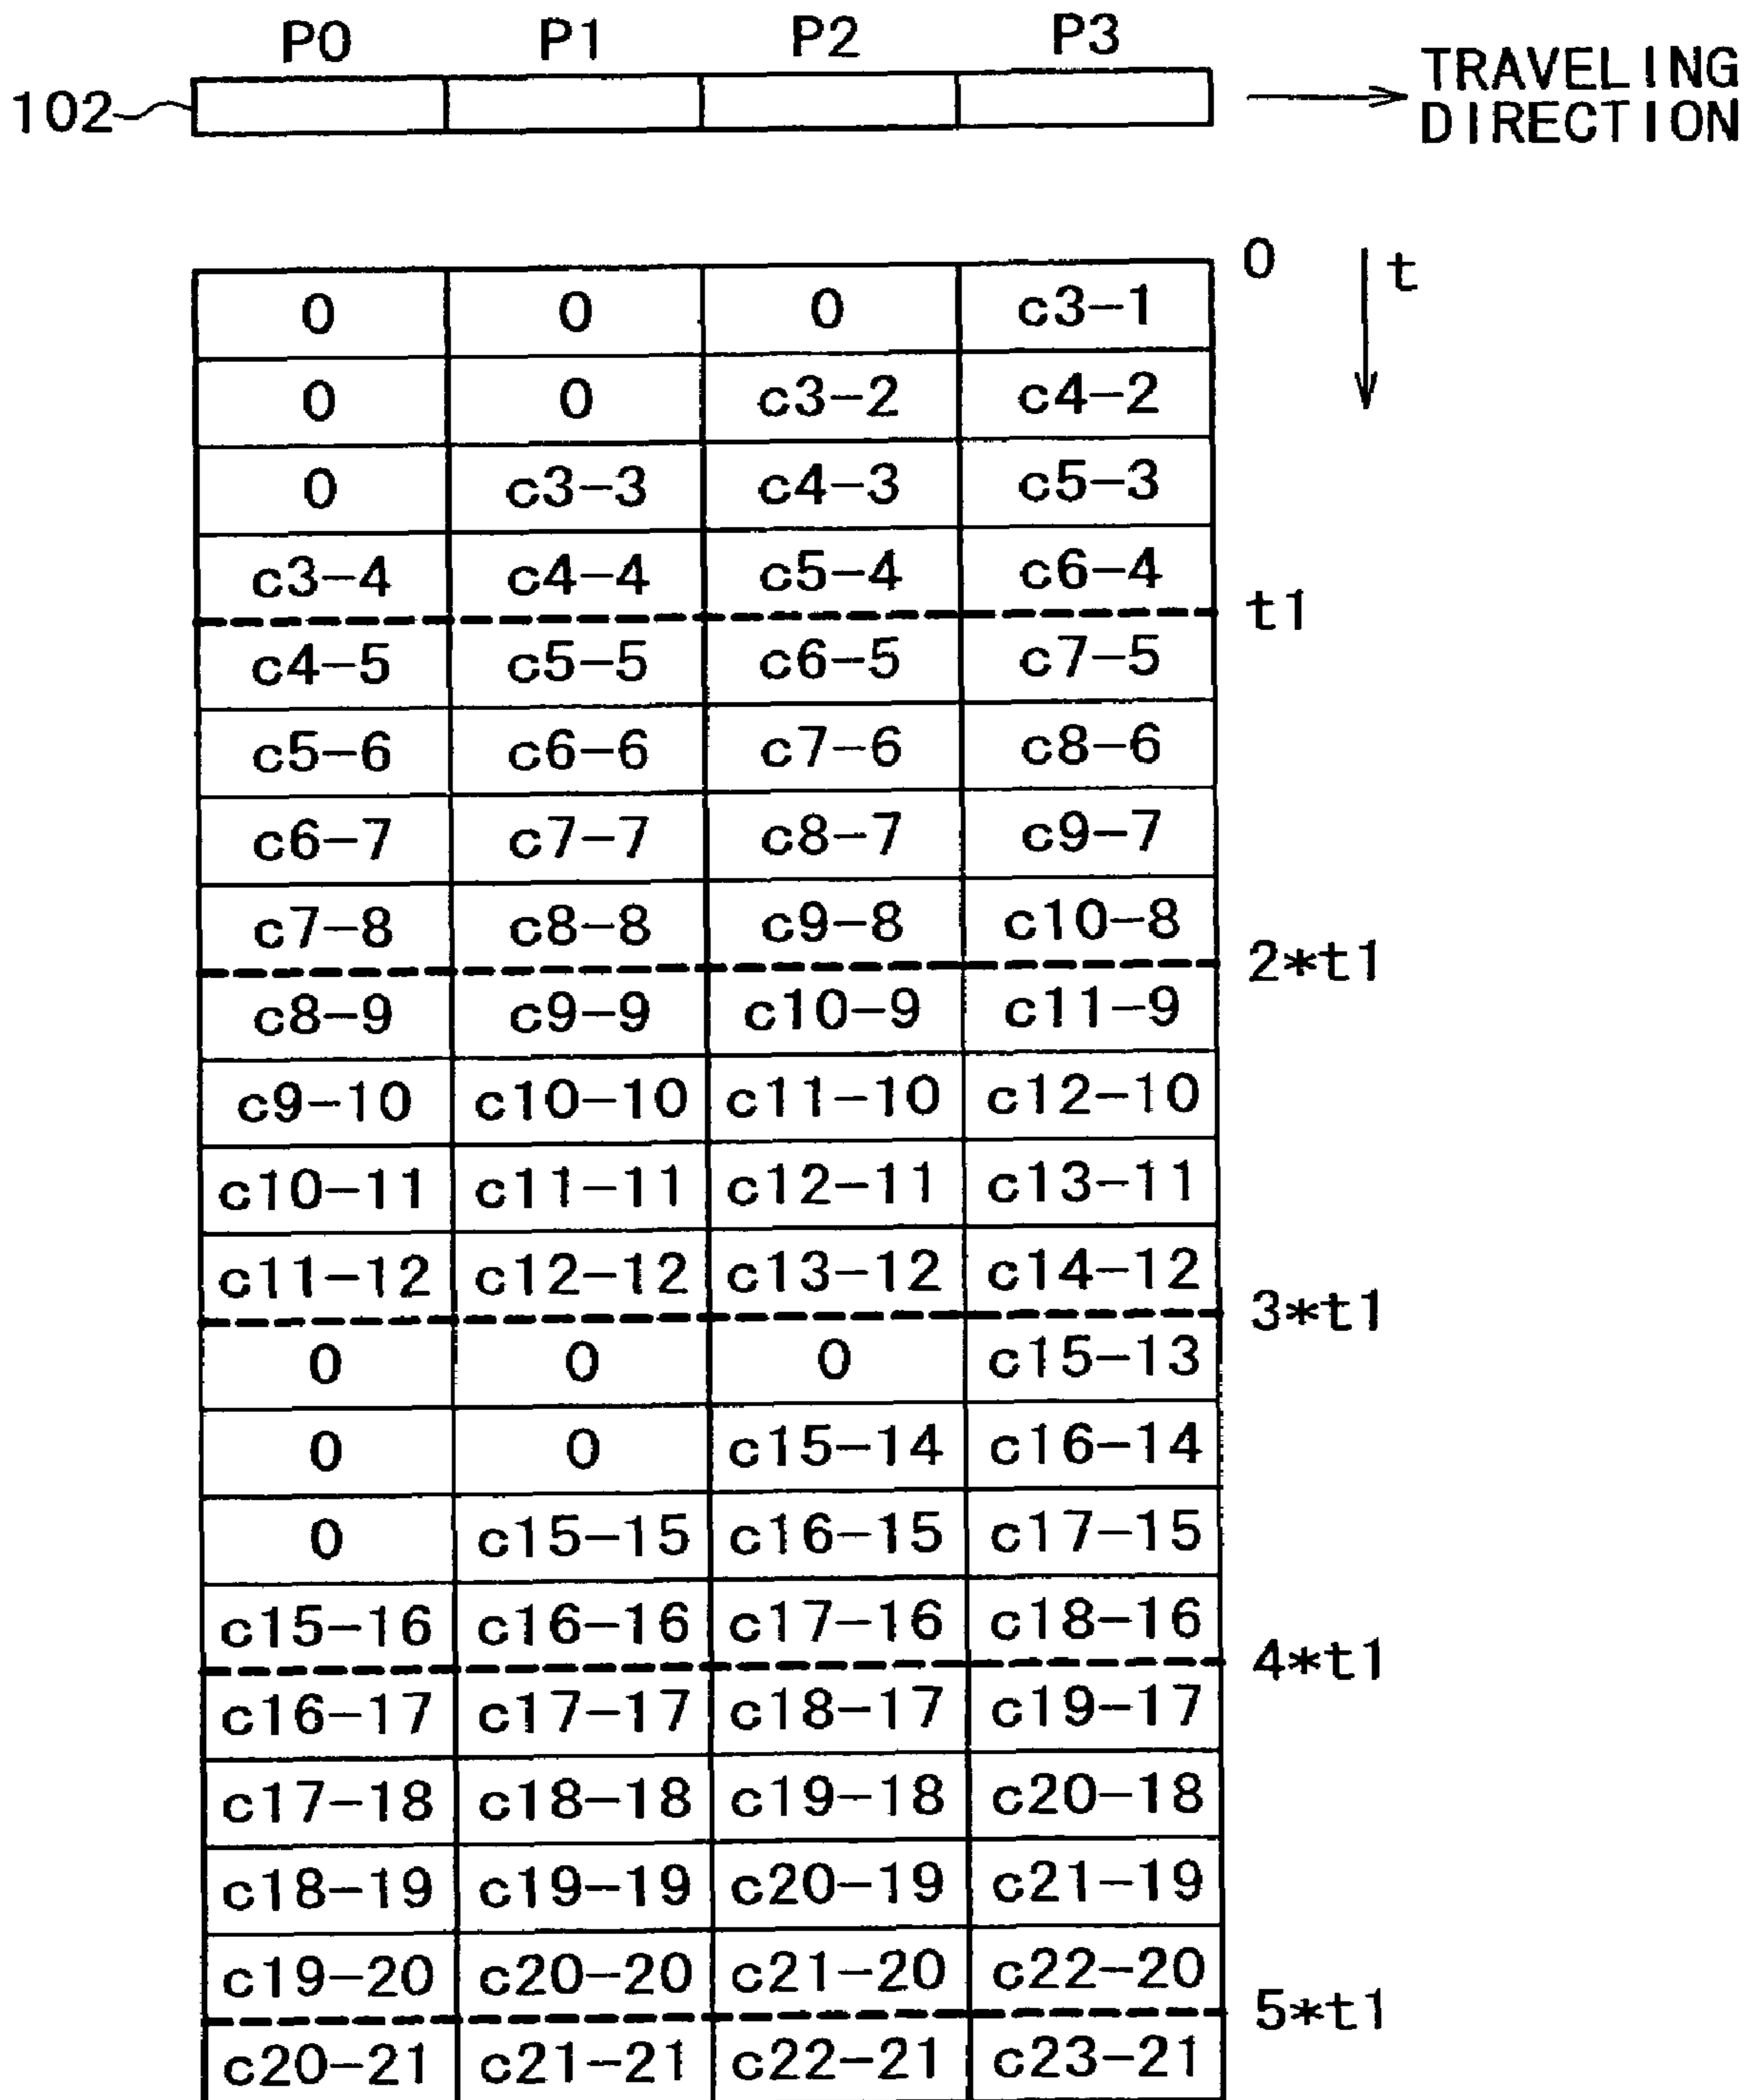 P0 P1 P2 P3
102
TRAVELING
DIRECTION
0
t
0 0 0 c3-1
0 0 c3-2 c4-2
0 c3-3 c4-3 c5-3
c3-4 c4-4 c5-4 c6-4
t1
c4-5 c5-5 c6-5 c7-5
c5-6 c6-6 c7-6 c8-6
c6-7 c7-7 c8-7 c9-7
c7-8 c8-8 c9-8 c10-8
2*t1
c8-9 c9-9 c10-9 c11-9
c9-10 c10-10 c11-10 c12-10
c10-11 c11-11 c12-11 c13-11
c11-12 c12-12 c13-12 c14-12
3*t1
0 0 0 c15-13
0 0 c15-14 c16-14
0 c15-15 c16-15 c17-15
c15-16 c16-16 c17-16 c18-16
4*t1
c16-17 c17-17 c18-17 c19-17
c17-18 c18-18 c19-18 c20-18
c18-19 c19-19 c20-19 c21-19
c19-20 c20-20 c21-20 c22-20
5*t1
c20-21 c21-21 c22-21 c23-21